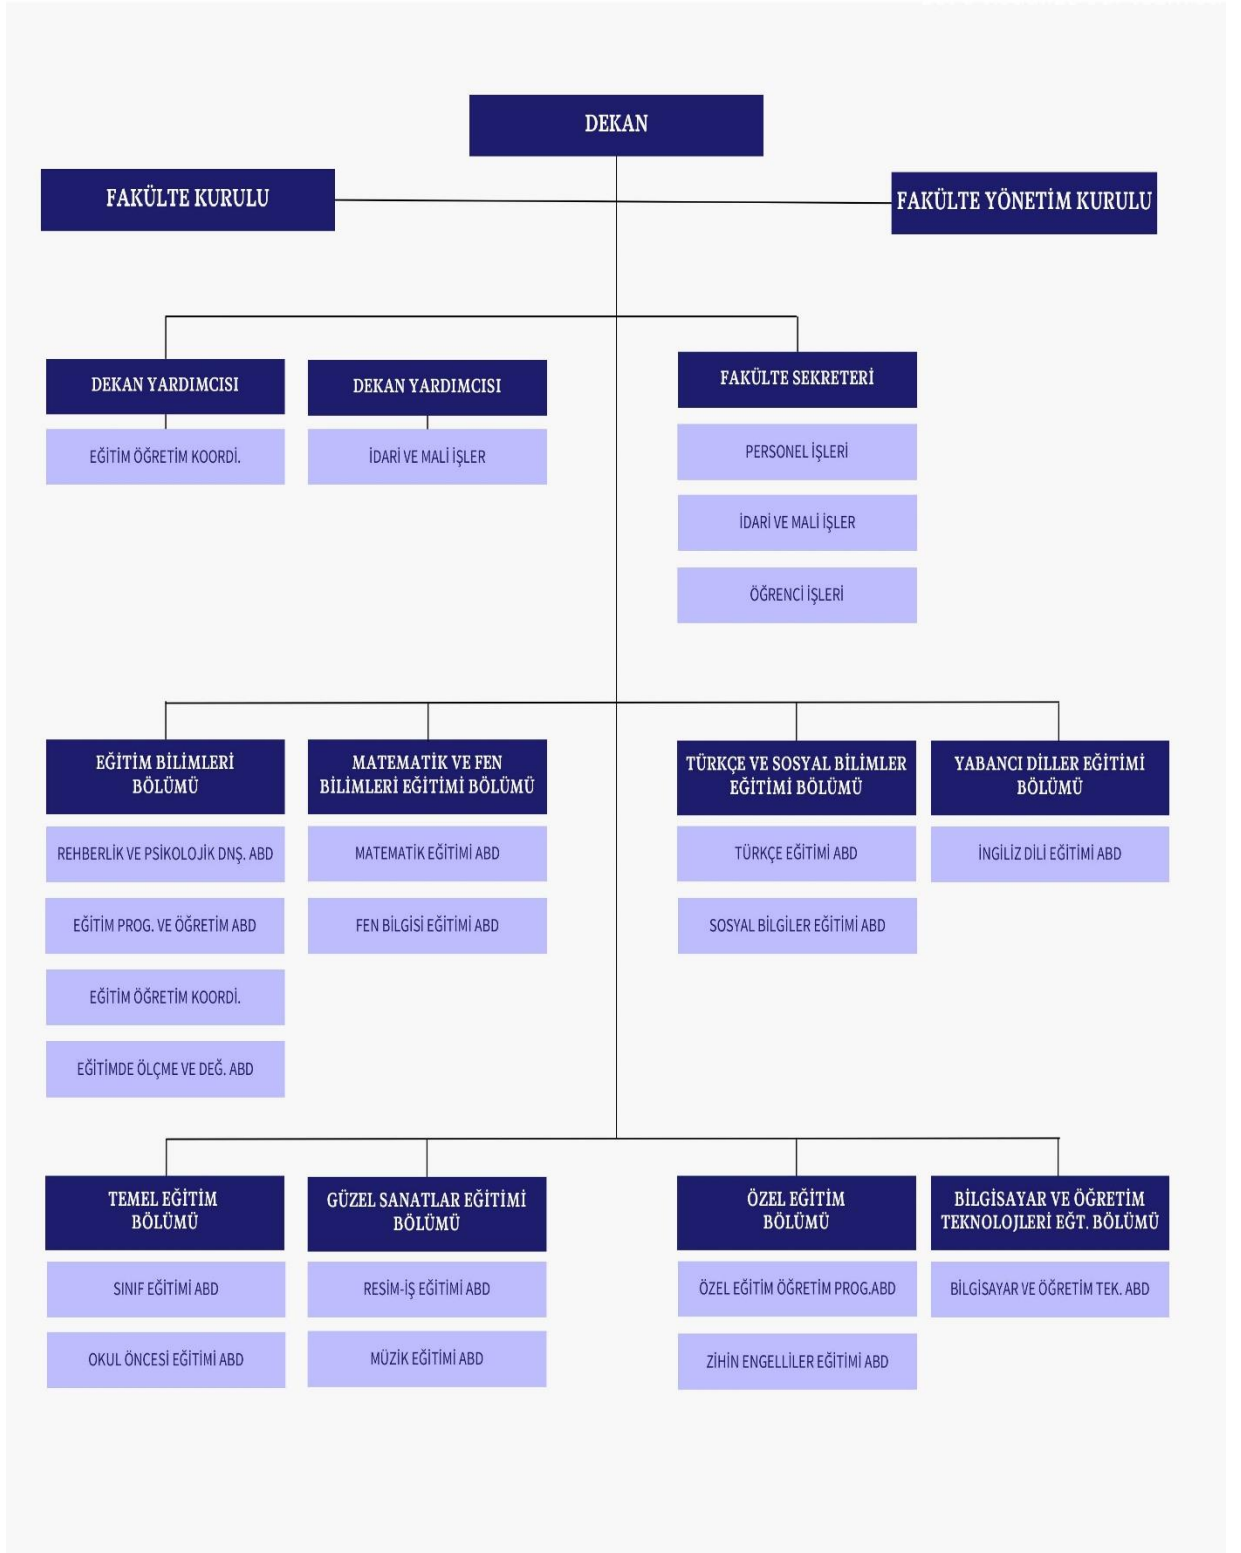 DEKAN
FAKÜLTE KURULU
FAKÜLTE YÖNETİM KURULU
DEKAN YARDIMCISI
EĞİTİM ÖĞRETİM KOORDİ.
DEKAN YARDIMCISI
İDARİ VE MALİ İŞLER
FAKÜLTE SEKRETERİ
PERSONEL İŞLERİ
İDARİ VE MALİ İŞLER
ÖĞRENCİ İŞLERİ
EĞİTİM BİLİMLERİ
BÖLÜMÜ
REHBERLİK VE PSİKOLOJİK DNŞ. ABD
EĞİTİM PROG. VE ÖĞRETİM ABD
EĞİTİM ÖĞRETİM KOORDİ.
EĞİTİMDE ÖLÇME VE DEĞ. ABD
MATEMATİK VE FEN
BİLİMLERİ EĞİTİMİ BÖLÜMÜ
MATEMATİK EĞİTİMİ ABD
FEN BİLGİSİ EĞİTİMİ ABD
TÜRKÇE VE SOSYAL BİLİMLER
EĞİTİMİ BÖLÜMÜ
TÜRKÇE EĞİTİMİ ABD
SOSYAL BİLGİLER EĞİTİMİ ABD
YABANCI DİLLER EĞİTİMİ
BÖLÜMÜ
İNGİLİZ DİLİ EĞİTİMİ ABD
TEMEL EĞİTİM
BÖLÜMÜ
SINIF EĞİTİMİ ABD
OKUL ÖNCESİ EĞİTİMİ ABD
GÜZEL SANATLAR EĞİTİMİ
BÖLÜMÜ
RESİM-İŞ EĞİTİMİ ABD
MÜZİK EĞİTİMİ ABD
ÖZEL EĞİTİM
BÖLÜMÜ
ÖZEL EĞİTİM ÖĞRETİM PROG.ABD
ZİHİN ENGELLİLER EĞİTİMİ ABD
BİLGİSAYAR VE ÖĞRETİM
TEKNOLOJLERİ EĞT. BÖLÜMÜ
BİLGİSAYAR VE ÖĞRETİM TEK. ABD